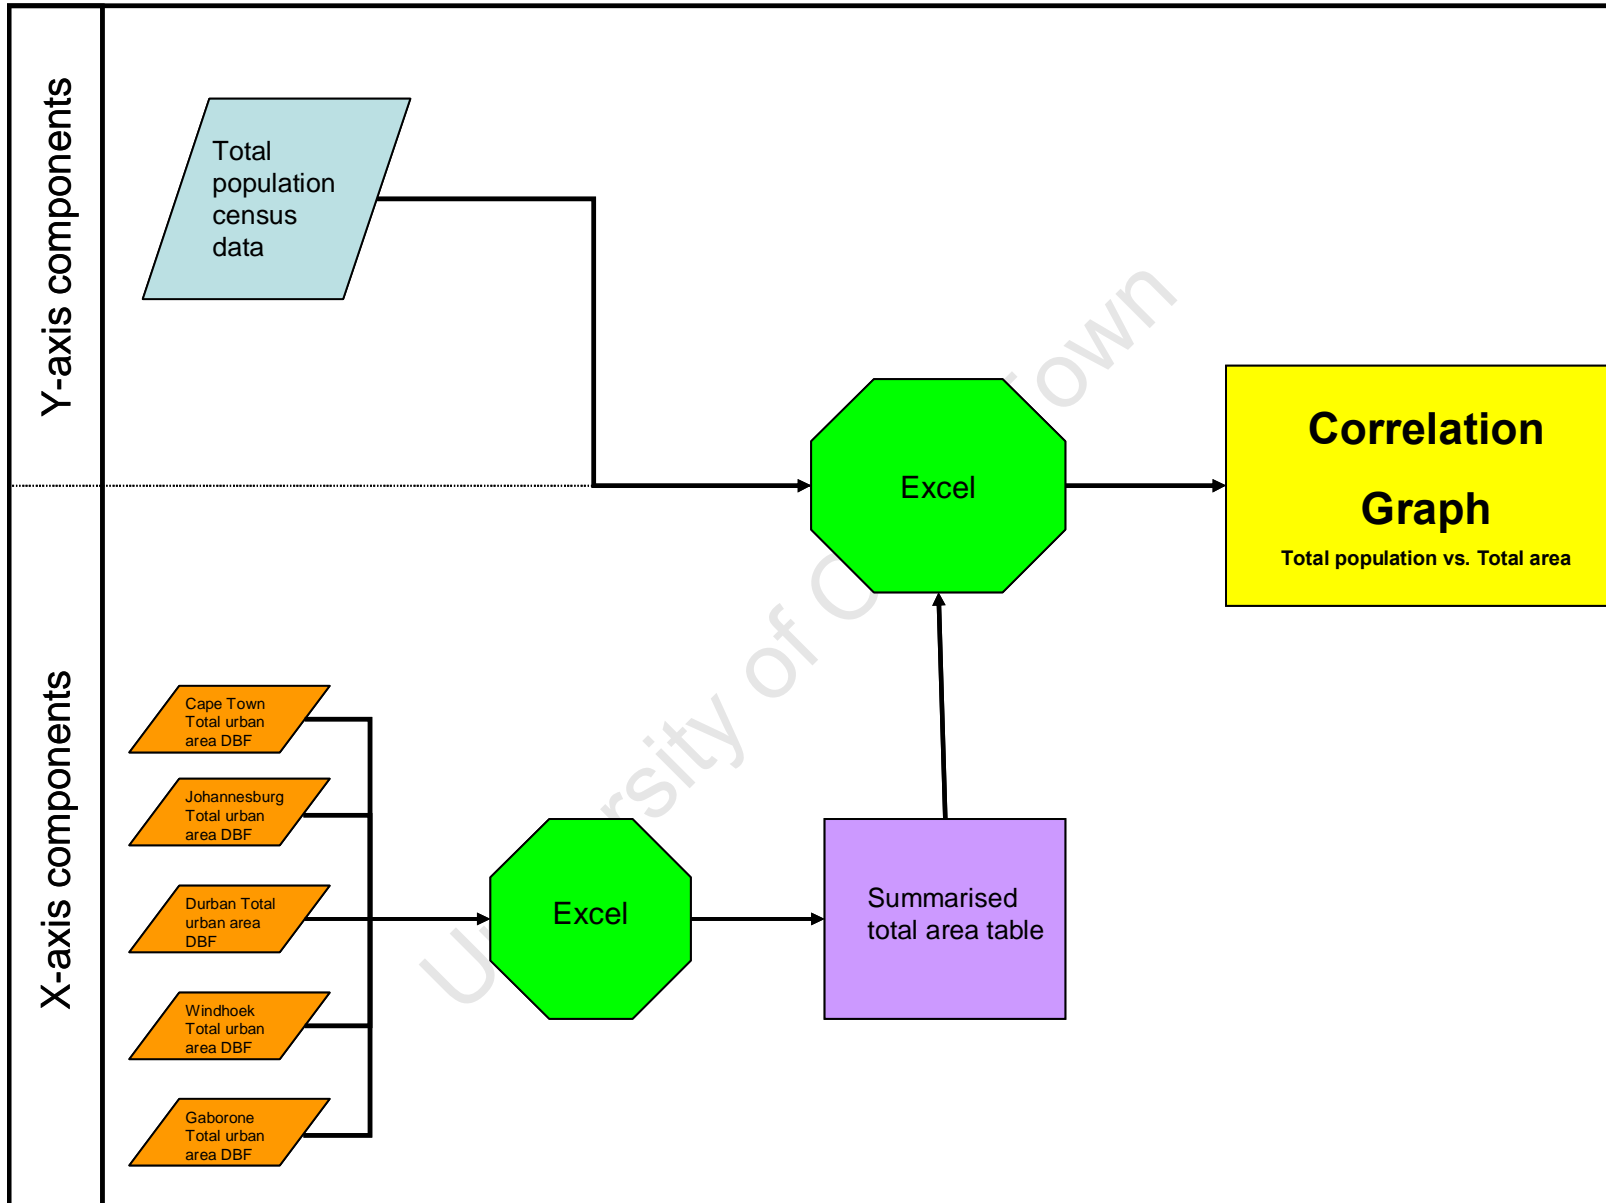 Y-axis components
Total
population
census
data
Excel
Correlation
Graph
Total population vs. Total area
X-axis components
Cape Town
Total urban
area DBF
Johannesburg
Total urban
area DBF
Durban Total
urban area
DBF
Windhoek
Total urban
area DBF
Gaborone
Total urban
area DBF
Excel
Summarised
total area table